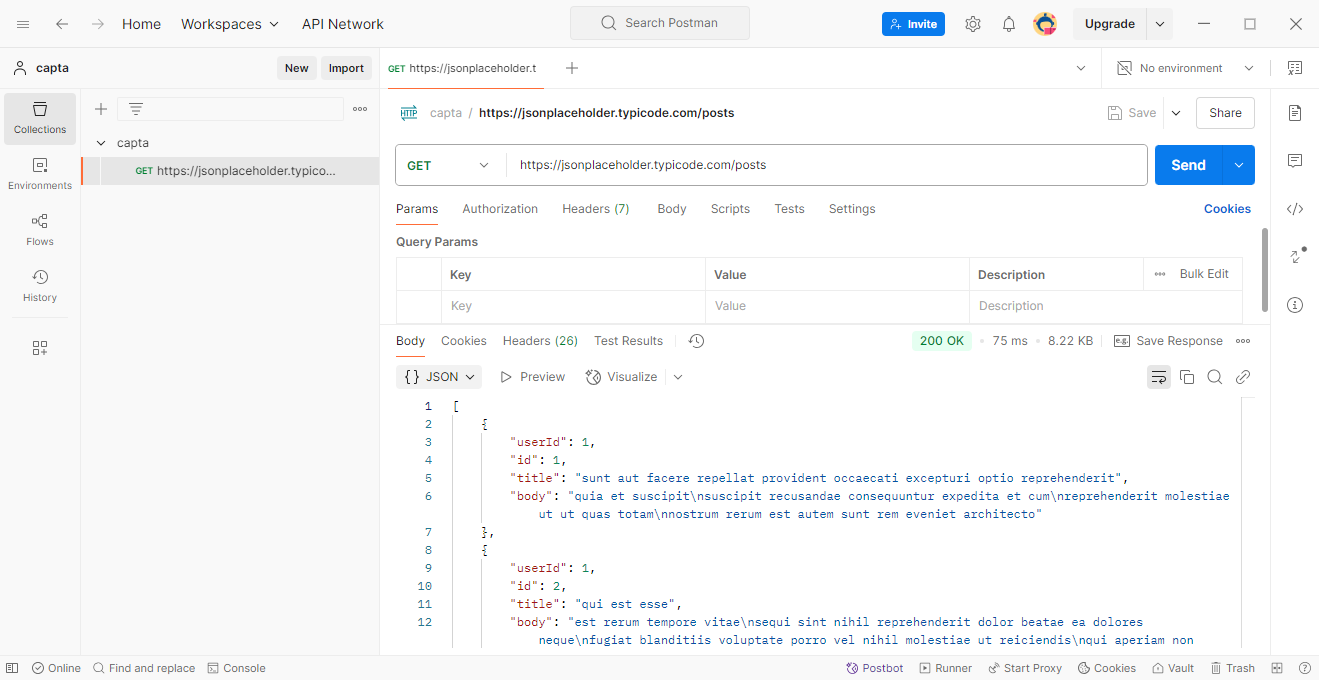 Home Workspaces API Network Search Postman Invite Upgrade
capta New Import GET https://jsonplaceholder.t No environment
Collections
Environments
Flows
History
capta
GET https://jsonplaceholder.typico...
HTTP capta / https://jsonplaceholder.typicode.com/posts Save Share
GET https://jsonplaceholder.typicode.com/posts Send
Params Authorization Headers (7) Body Scripts Tests Settings Cookies
Query Params
Key Value Description Bulk Edit
Key Value Description
Body Cookies Headers (26) Test Results 200 OK 75 ms 8.22 KB e.g. Save Response
{} JSON Preview Visualize
1 [
2 {
3 "userId": 1,
4 "id": 1,
5 "title": "sunt aut facere repellat provident occaecati excepturi optio reprehenderit",
6 "body": "quia et suscipit\nsuscipit recusandae consequuntur expedita et cum\nreprehenderit molestiae
ut ut quas totam\nnostrum rerum est autem sunt rem eveniet architecto"
7 },
8 {
9 "userId": 1,
10 "id": 2,
11 "title": "qui est esse",
12 "body": "est rerum tempore vitae\nsequi sint nihil reprehenderit dolor beatae ea dolores
neque\nfugiat blanditiis voluptate porro vel nihil molestiae ut reiciendis\nqui aperiam non
Online Find and replace Console Postbot Runner Start Proxy Cookies Vault Trash